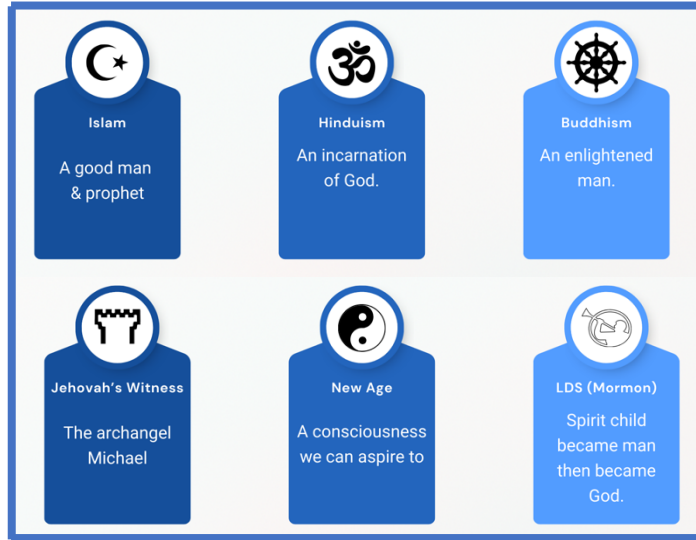 Islam
A good man
& prophet
Hinduism
An incarnation
of God.
Buddhism
An enlightened
man.
Jehovah’s Witness
The archangel
Michael
New Age
A consciousness
we can aspire to
LDS (Mormon)
Spirit child
became man
then became
God.